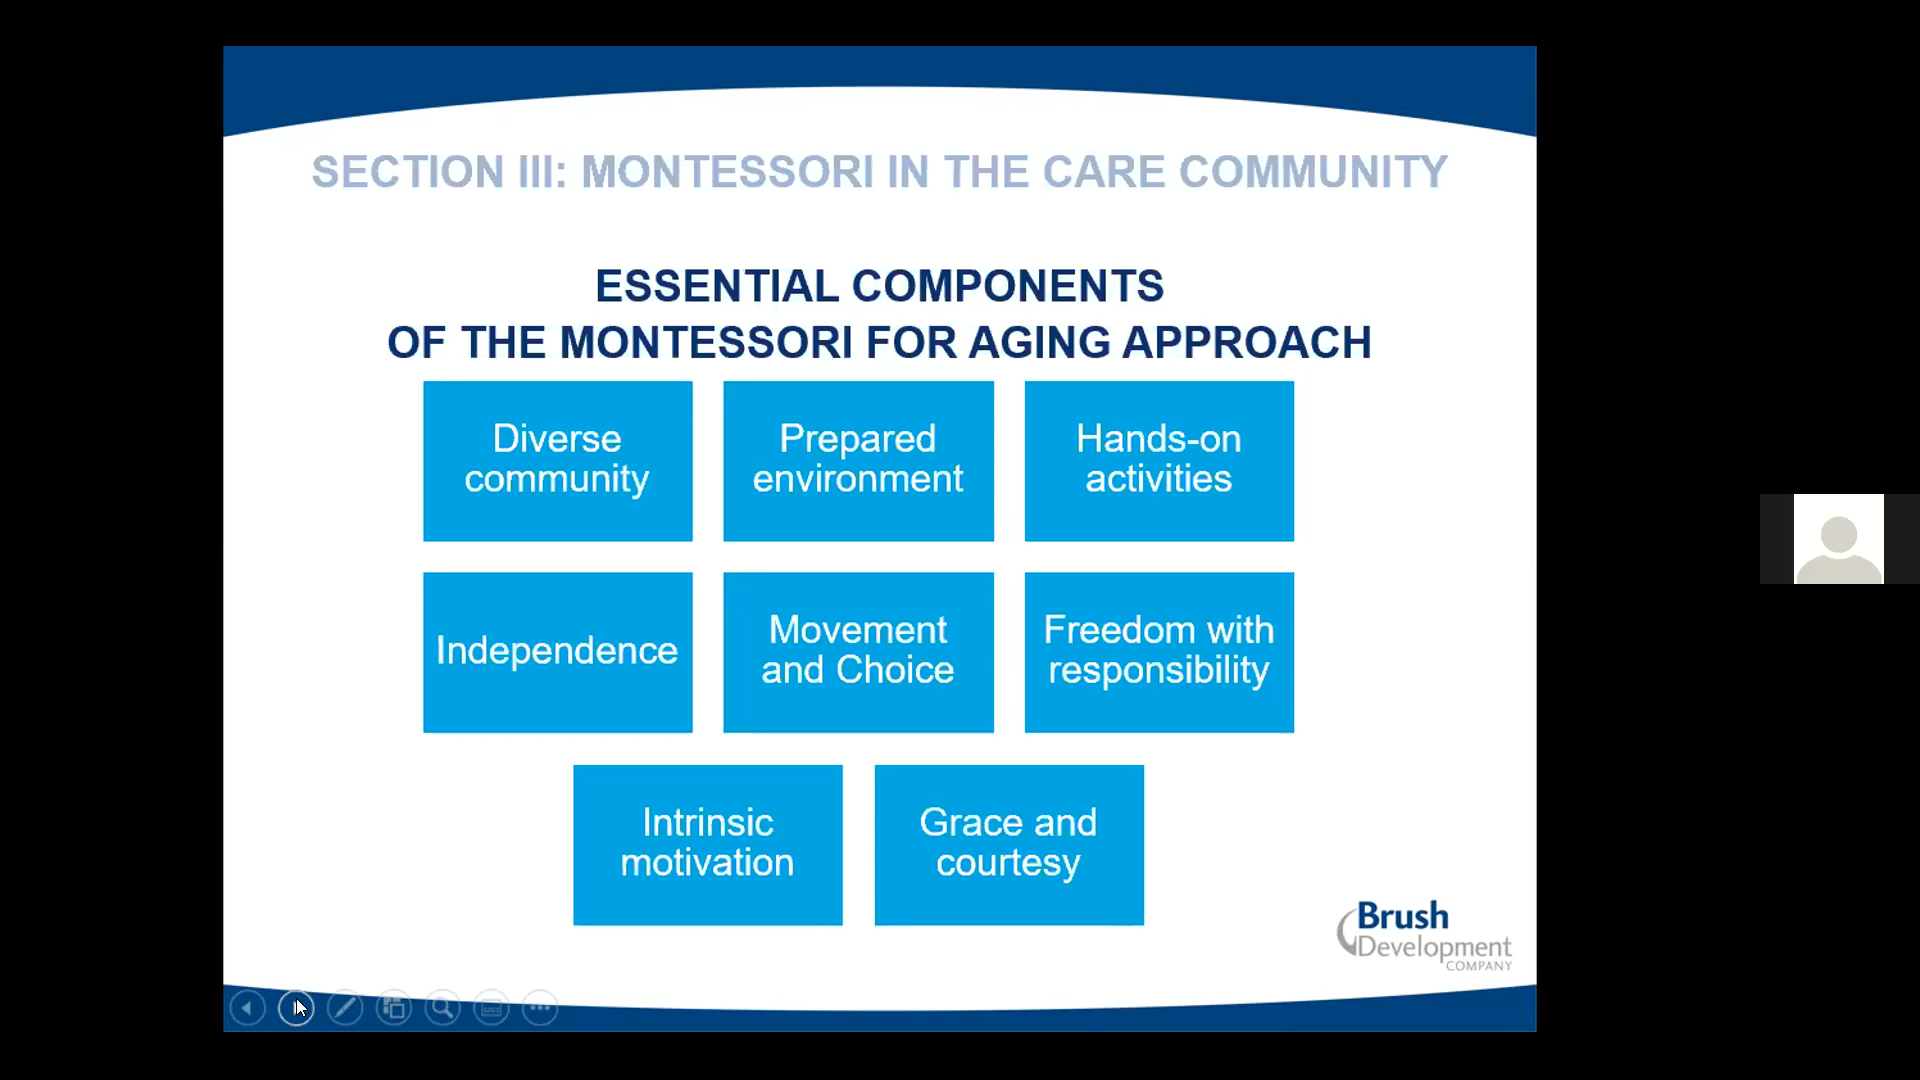 SECTION III: MONTESSORI IN THE CARE COMMUNITY
ESSENTIAL COMPONENTS
OF THE MONTESSORI FOR AGING APPROACH
Diverse
community
Prepared
environment
Hands-on
activities
Independence
Movement
and Choice
Freedom with
responsibility
Intrinsic
motivation
Grace and
courtesy
Brush
Development
COMPANY